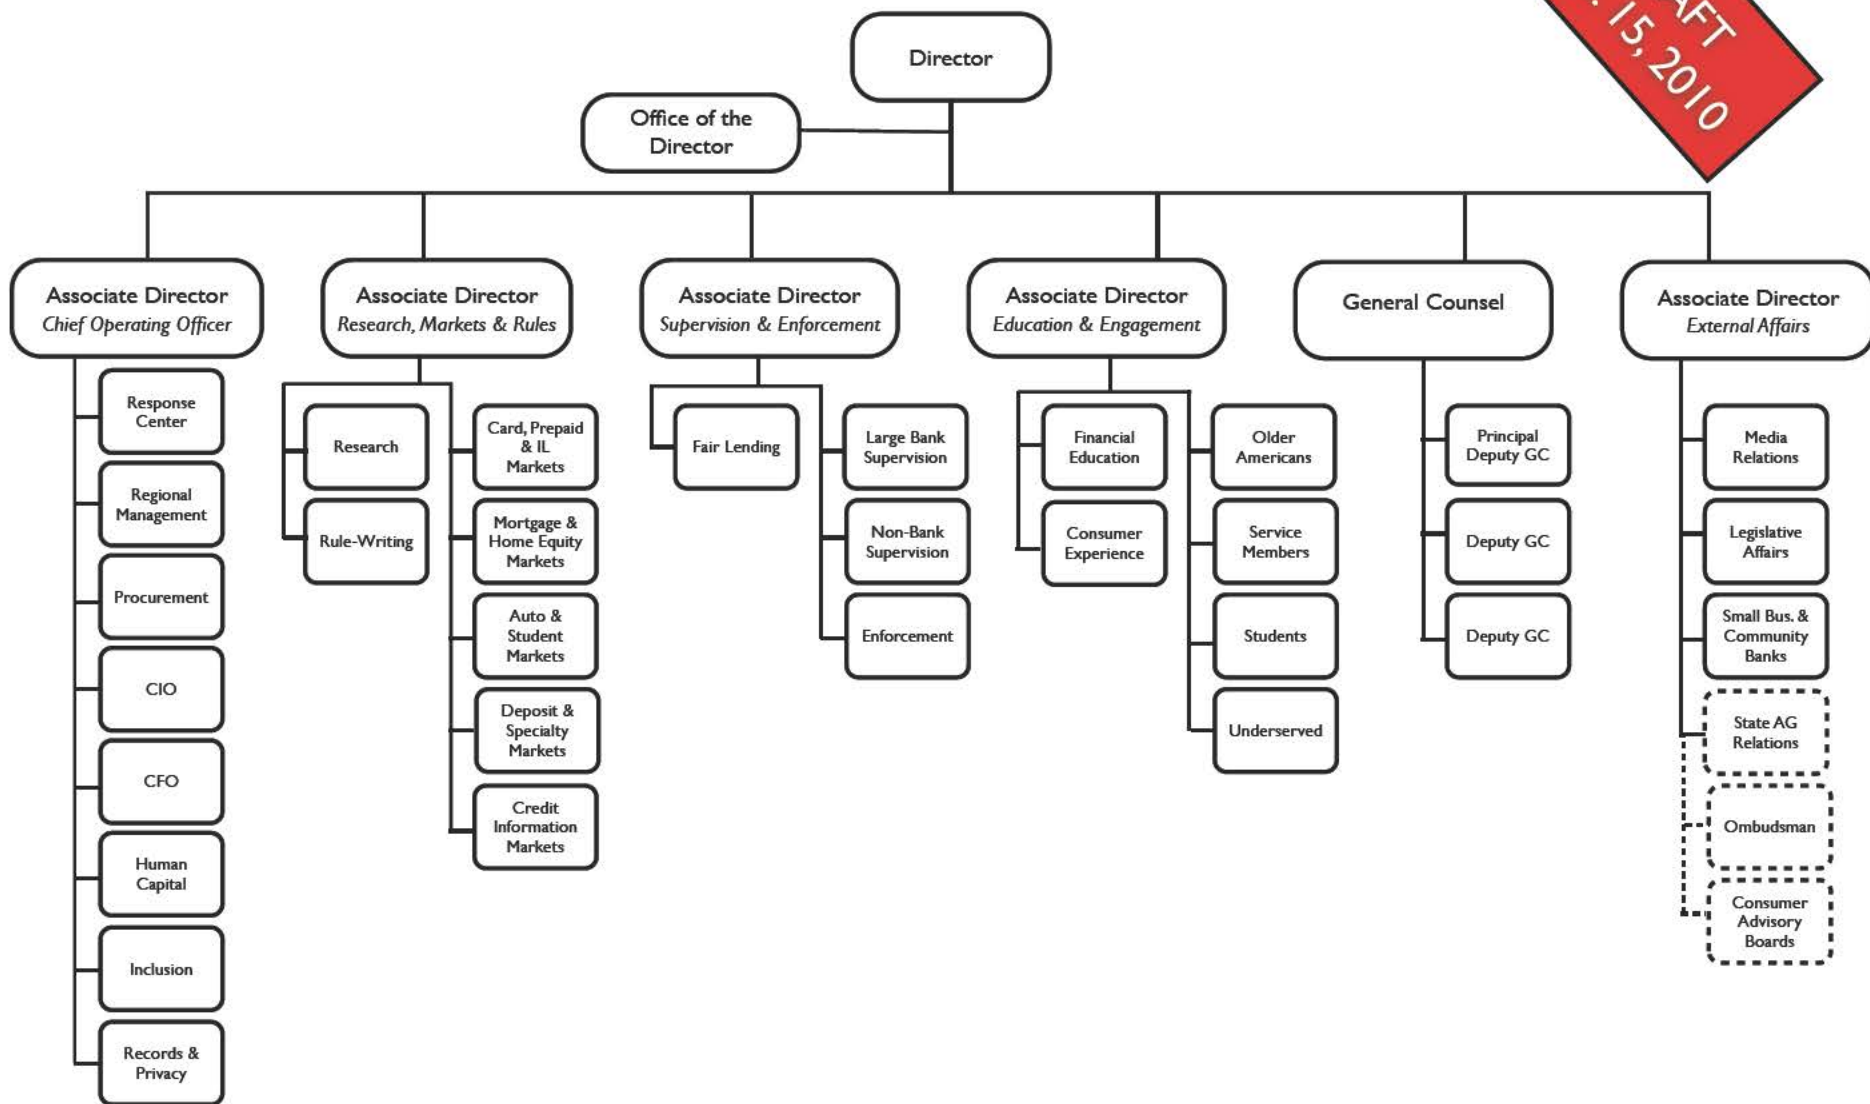 AFT
15, 2010
Director
Office of the
Director
Associate Director
Chief Operating Officer
Associate Director
Research, Markets & Rules
Associate Director
Supervision & Enforcement
Associate Director
Education & Engagement
General Counsel
Associate Director
External Affairs
Response
Center
Regional
Management
Procurement
CIO
CFO
Human
Capital
Inclusion
Records &
Privacy
Research
Rule-Writing
Card, Prepaid
& IL
Markets
Mortgage &
Home Equity
Markets
Auto &
Student
Markets
Deposit &
Specialty
Markets
Credit
Information
Markets
Fair Lending
Large Bank
Supervision
Non-Bank
Supervision
Enforcement
Financial
Education
Consumer
Experience
Older
Americans
Service
Members
Students
Underserved
Principal
Deputy GC
Deputy GC
Deputy GC
Media
Relations
Legislative
Affairs
Small Bus. &
Community
Banks
State AG
Relations
Ombudsman
Consumer
Advisory
Boards